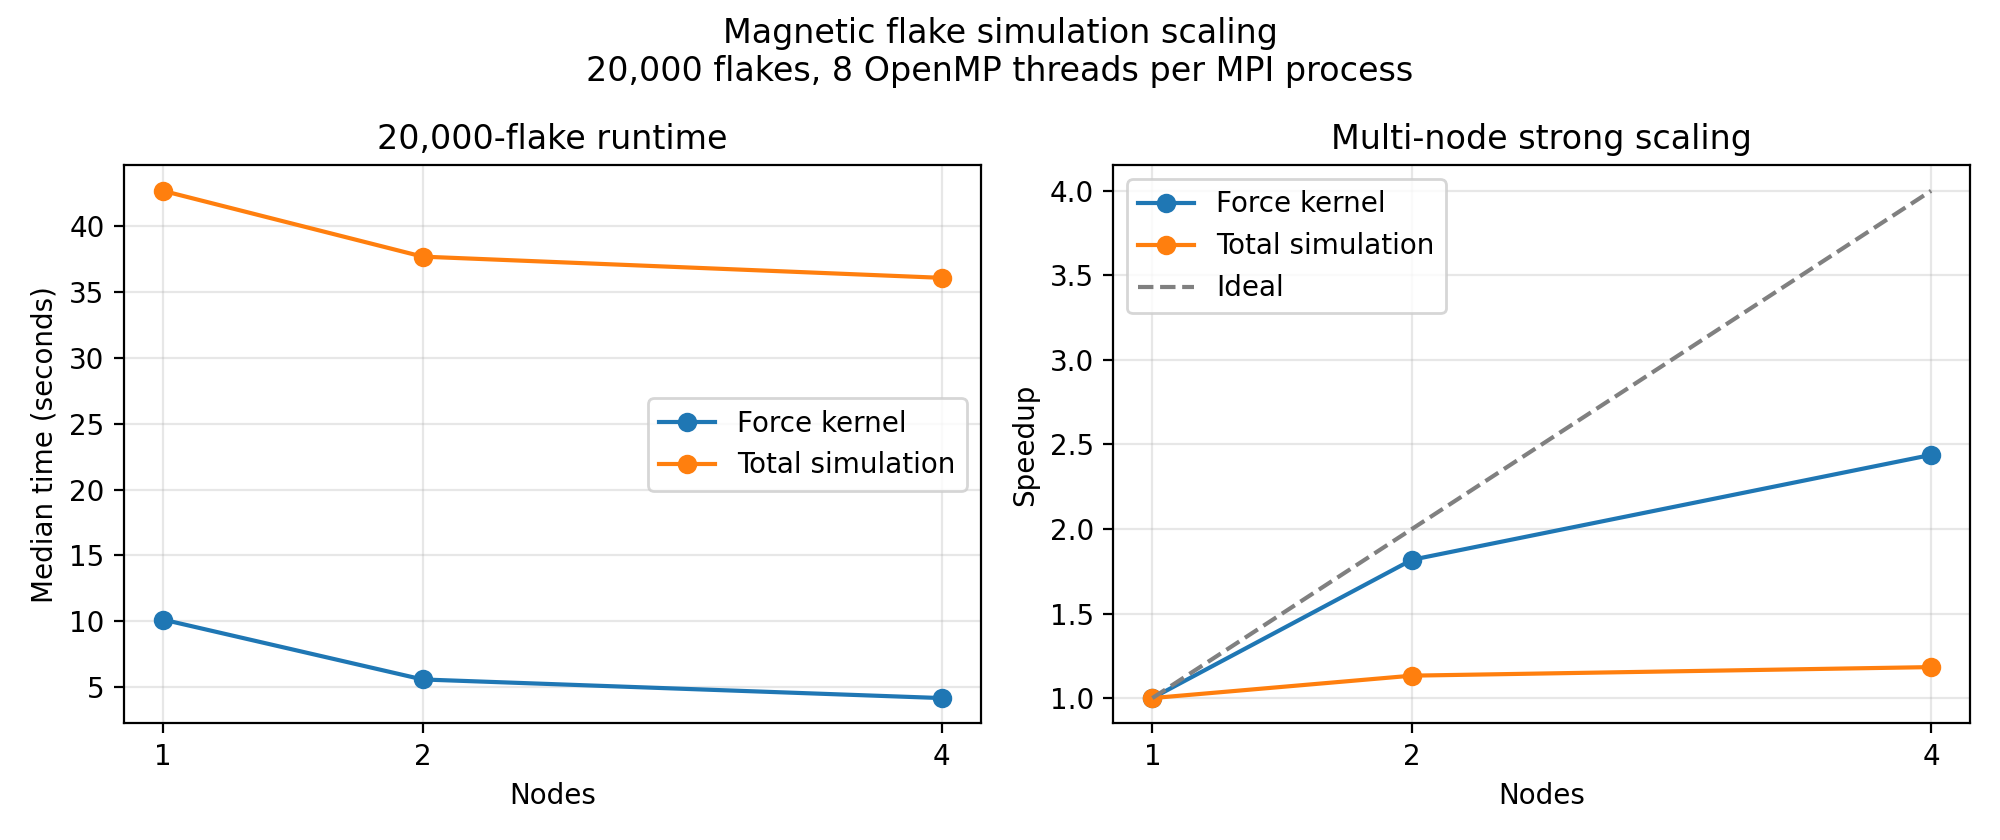 Magnetic flake simulation scaling
20,000 flakes, 8 OpenMP threads per MPI process
20,000-flake runtime
Median time (seconds)
40
35
30
25
20
15
10
5
Force kernel
Total simulation
1
2
4
Nodes
Multi-node strong scaling
Speedup
4.0
3.5
3.0
2.5
2.0
1.5
1.0
Force kernel
Total simulation
Ideal
1
2
4
Nodes